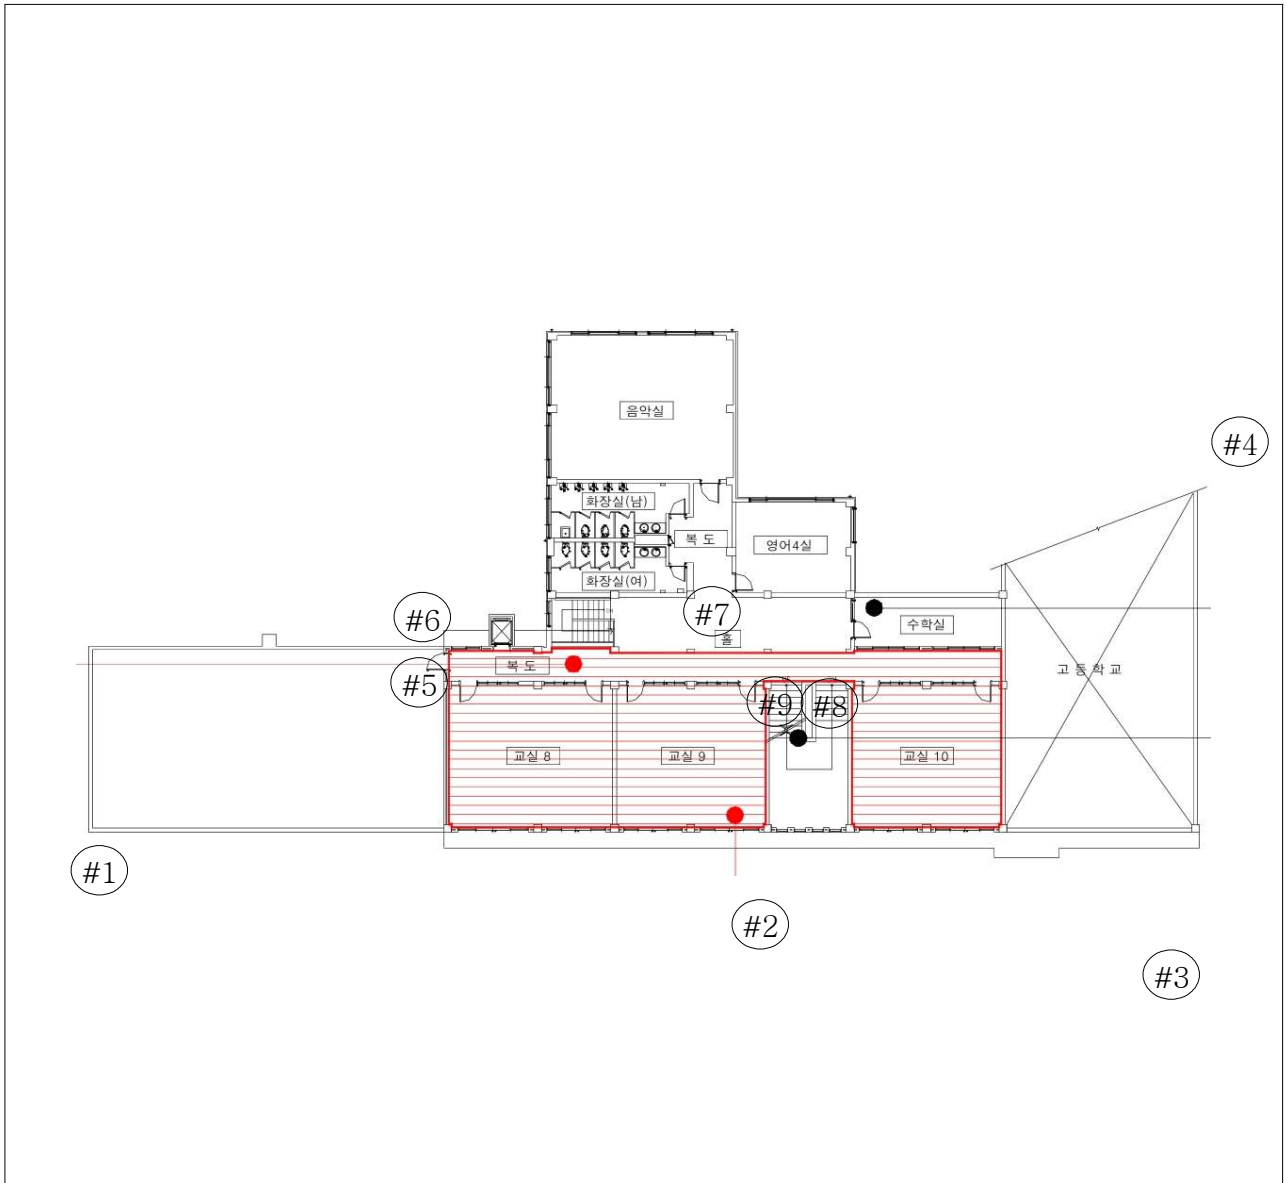 음악실
#4
화장실(남)
복 도
영어4실
화장실(여)
#6
#7
수학실
홀
복 도
고 등 학 교
#5
#9
#8
교실 8
교실 9
교실 10
#1
#2
#3